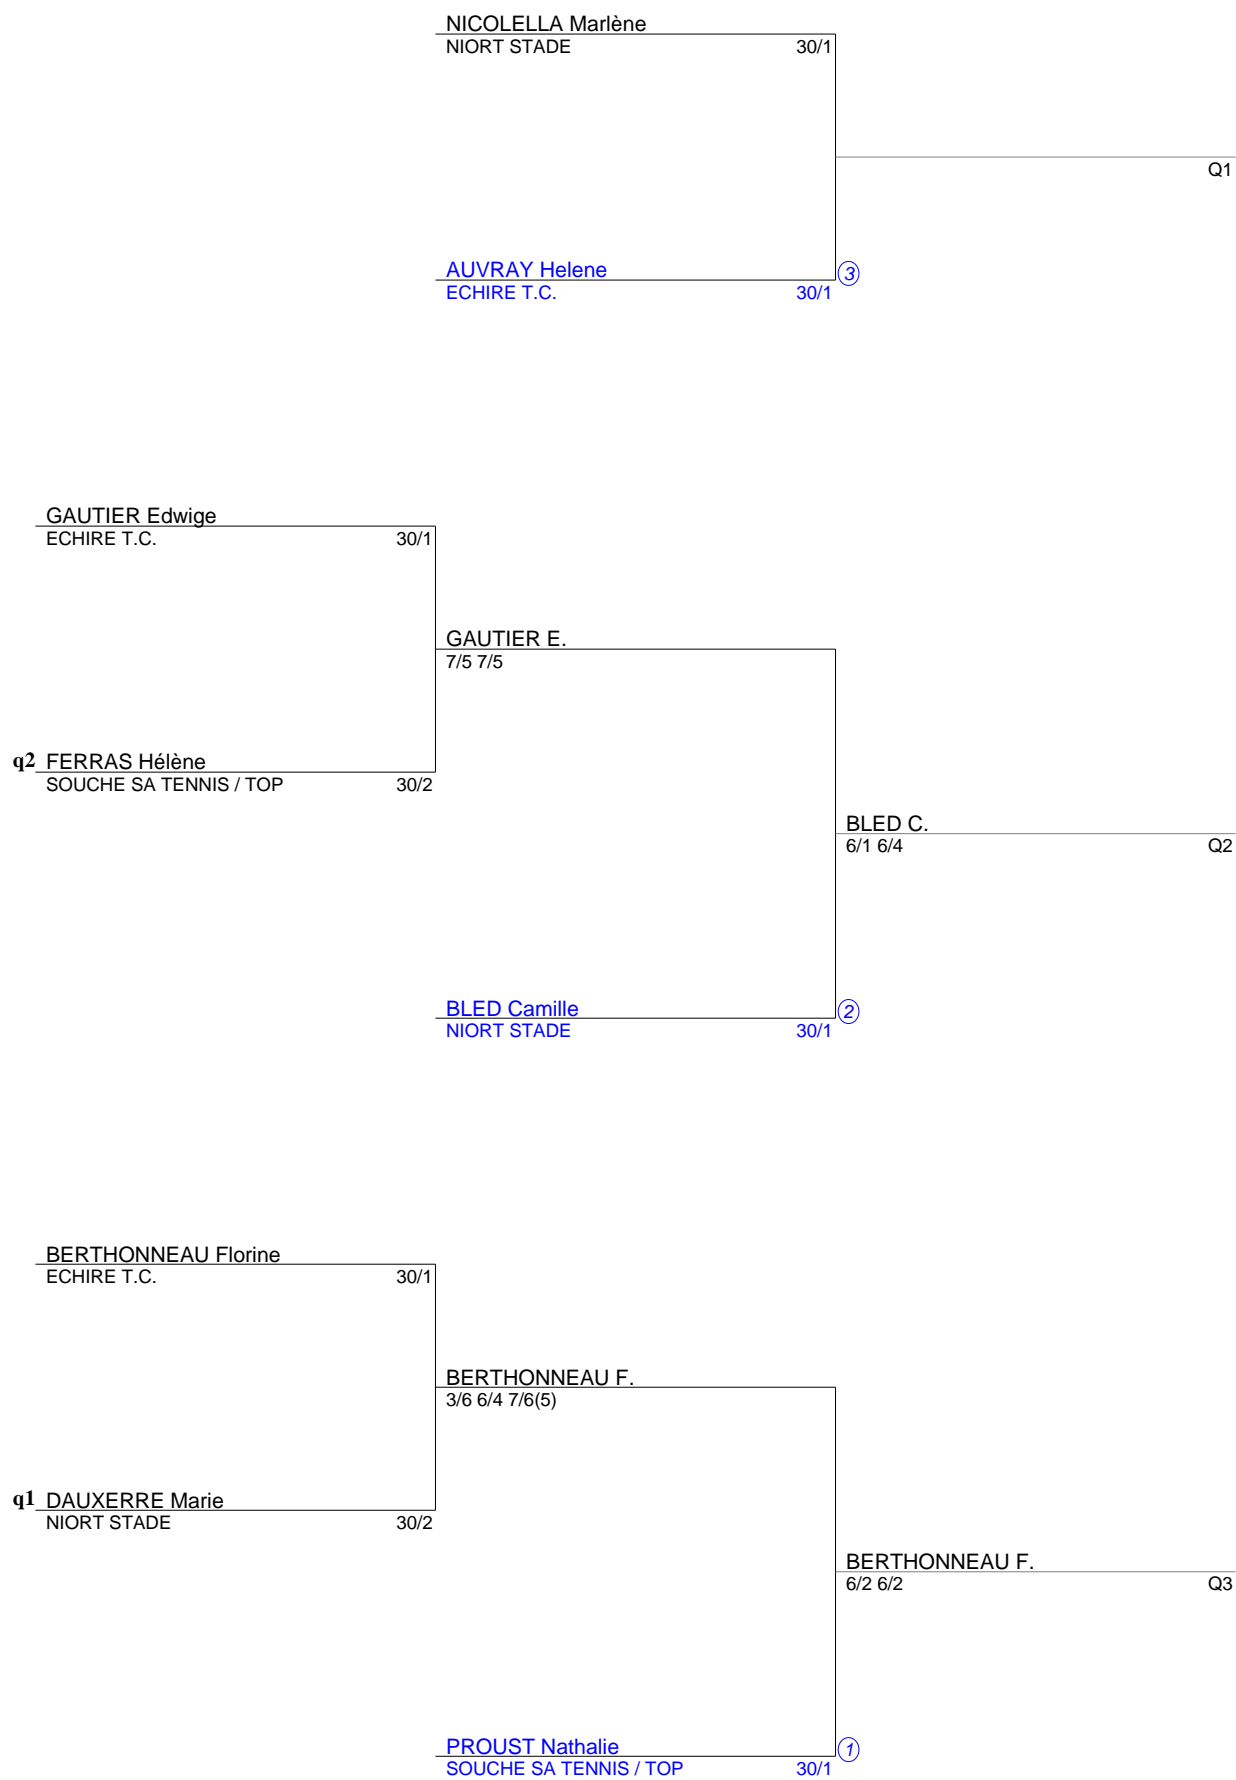 NICOLELLA Marlène
NIORT STADE 30/1
Q1
AUVRAY Helene 3
ECHIRE T.C. 30/1
GAUTIER Edwige
ECHIRE T.C. 30/1
GAUTIER E.
7/5 7/5
q2 FERRAS Hélène
SOUCHE SA TENNIS / TOP 30/2
BLED C.
6/1 6/4 Q2
BLED Camille 2
NIORT STADE 30/1
BERTHONNEAU Florine
ECHIRE T.C. 30/1
BERTHONNEAU F.
3/6 6/4 7/6(5)
q1 DAUXERRE Marie
NIORT STADE 30/2
BERTHONNEAU F.
6/2 6/2 Q3
PROUST Nathalie 1
SOUCHE SA TENNIS / TOP 30/1